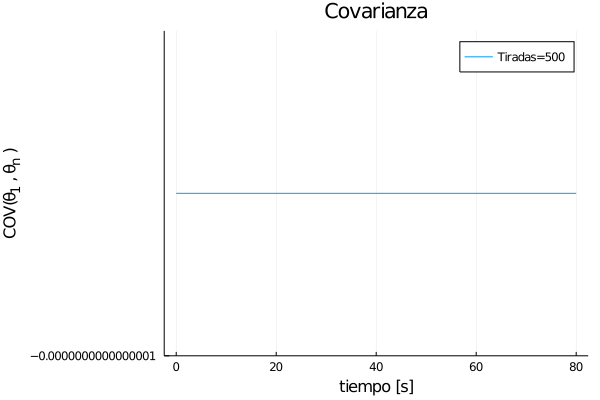 Covarianza
Tiradas=500
COV(θ₁ , θₙ )
−0.0000000000000001
0 20 40 60 80
tiempo [s]